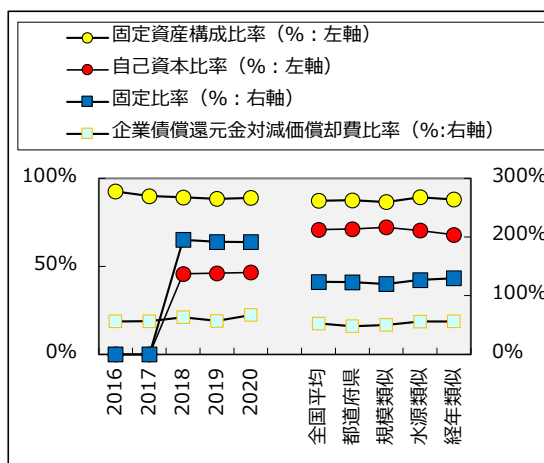 固定資産構成比率（%：左軸）
自己資本比率（%：左軸）
固定比率（%：右軸）
企業債償還元金対減価償却費比率（%:右軸）
100%
50%
0%
300%
200%
100%
0%
2016
2017
2018
2019
2020
全国平均
都道府県
規模類似
水源類似
経年類似